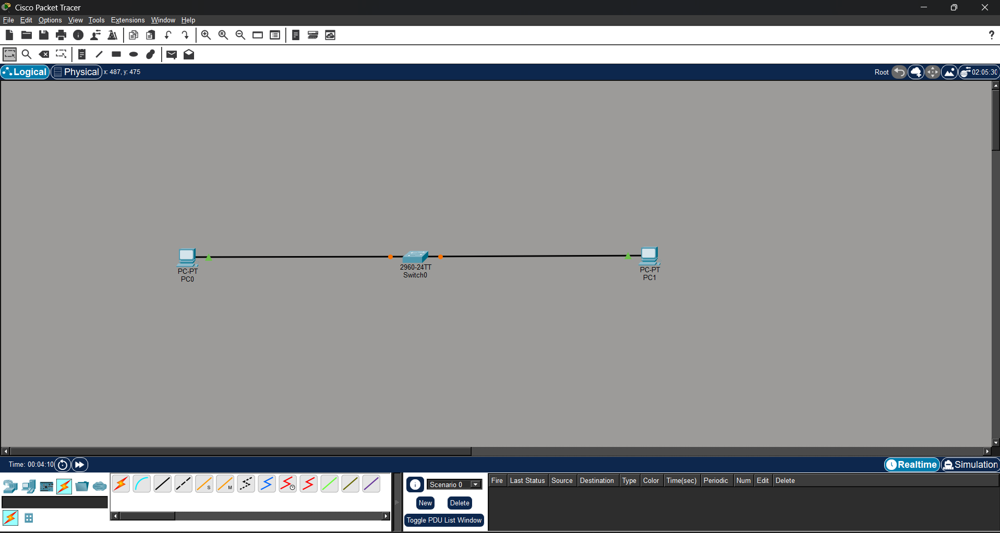 Cisco Packet Tracer
File Edit Options View Tools Extensions Window Help
?
Logical Physical x: 487, y: 475 Root 02:05:30
PC-PT
PC0
2960-24TT
Switch0
PC-PT
PC1
Time: 00:04:10 Realtime Simulation
S M
Scenario 0
New Delete
Toggle PDU List Window
Fire Last Status Source Destination Type Color Time(sec) Periodic Num Edit Delete